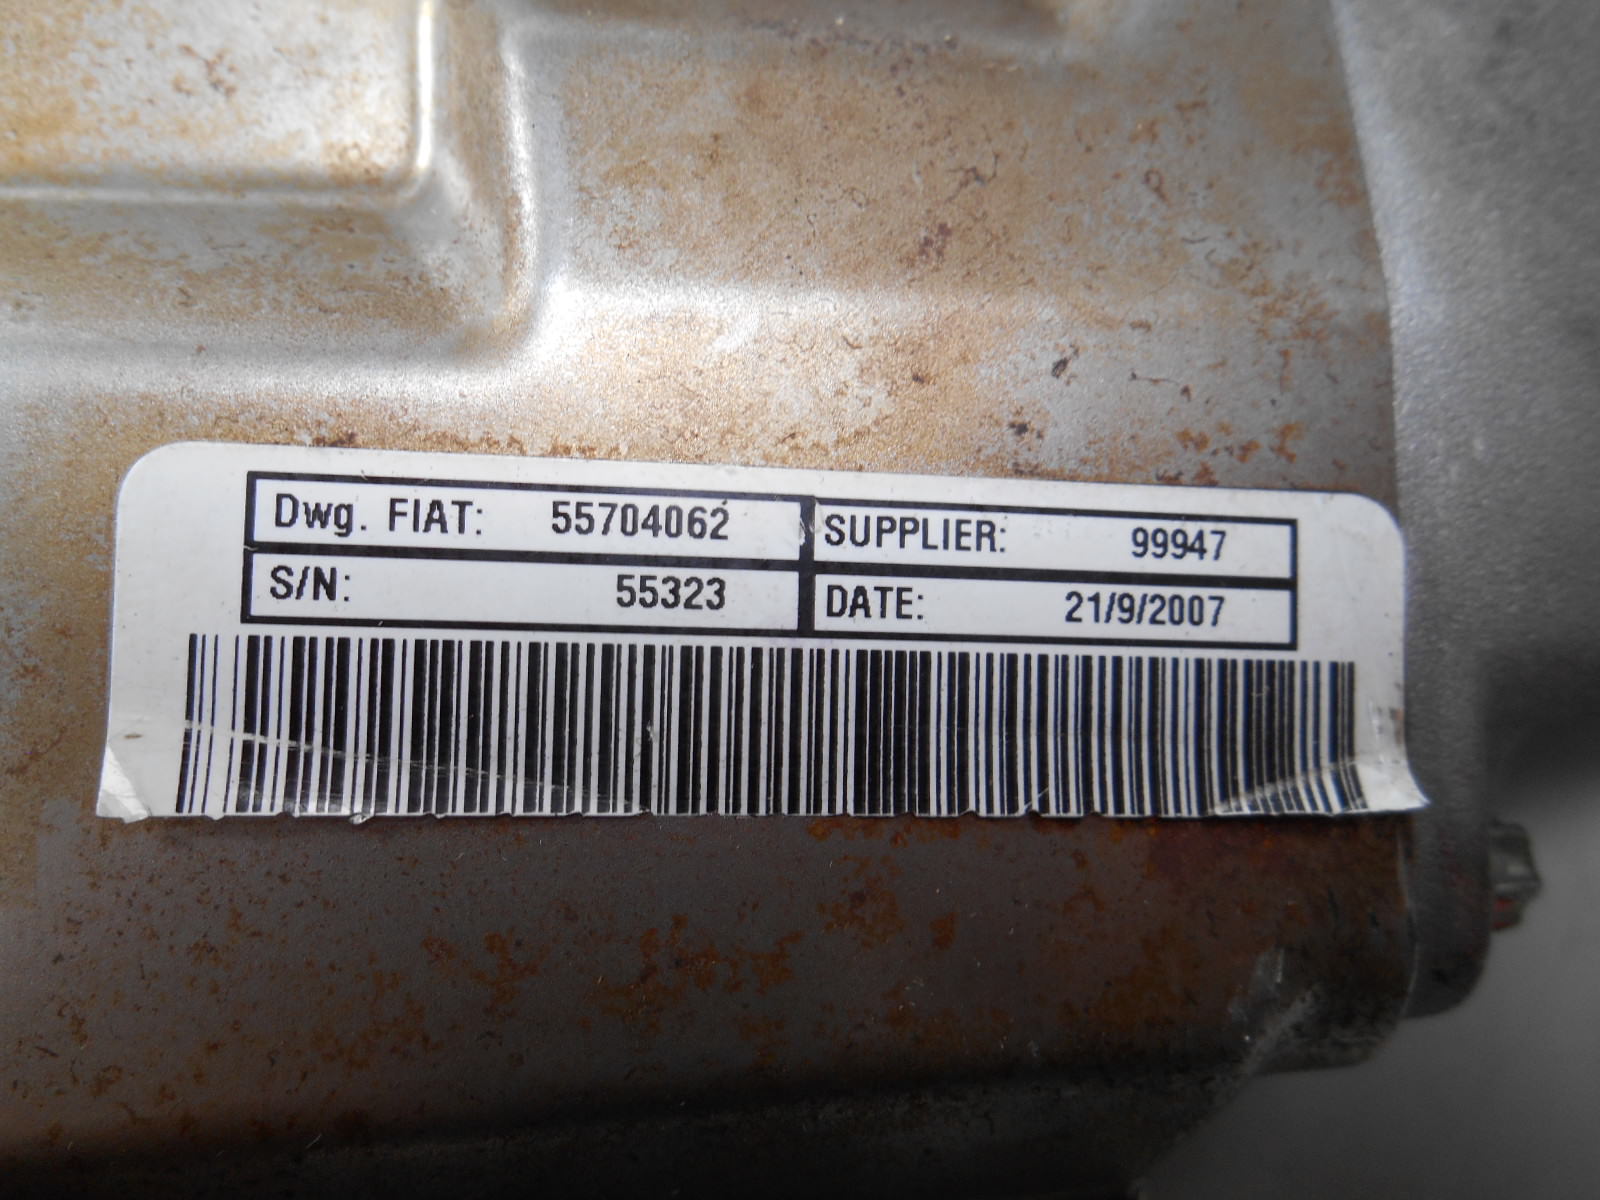 Dwg. FIAT: 55704062 SUPPLIER: 99947
S/N: 55323 DATE: 21/9/2007